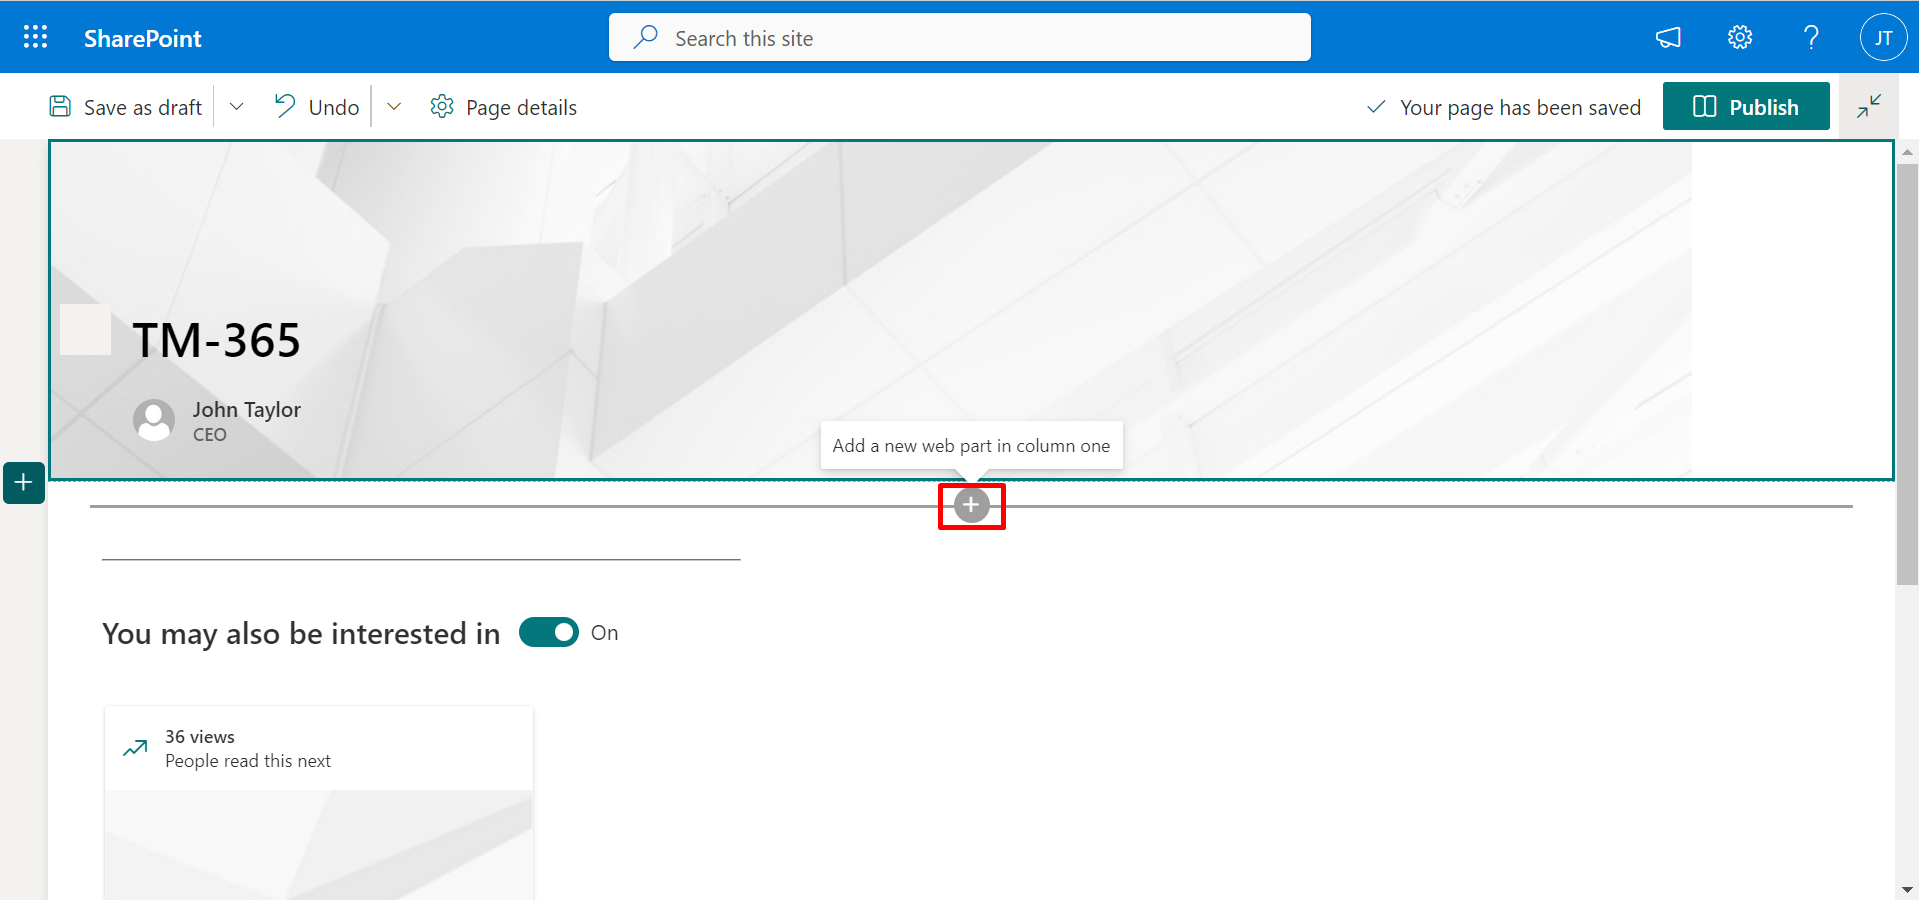 SharePoint
Search this site
JT
Save as draft
Undo
Page details
Your page has been saved
Publish
TM-365
John Taylor
CEO
Add a new web part in column one
You may also be interested in
On
36 views
People read this next